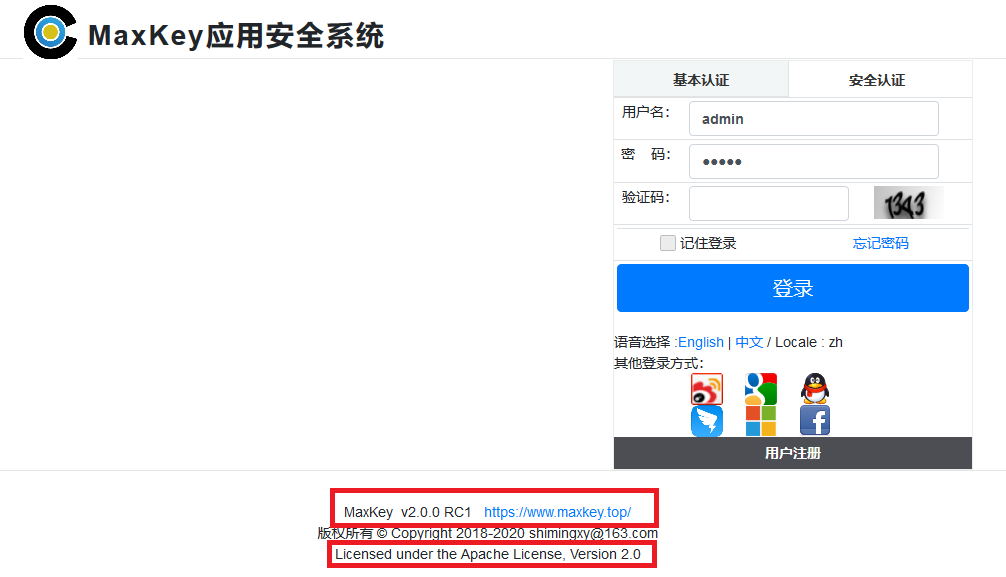 MaxKey应用安全系统
基本认证 安全认证
用户名： admin
密 码： •••••
验证码： 1343
记住登录 忘记密码
登录
语音选择 :English | 中文 / Locale : zh
其他登录方式：
用户注册
MaxKey v2.0.0 RC1 https://www.maxkey.top/
版权所有 © Copyright 2018-2020 shimingxy@163.com
Licensed under the Apache License, Version 2.0